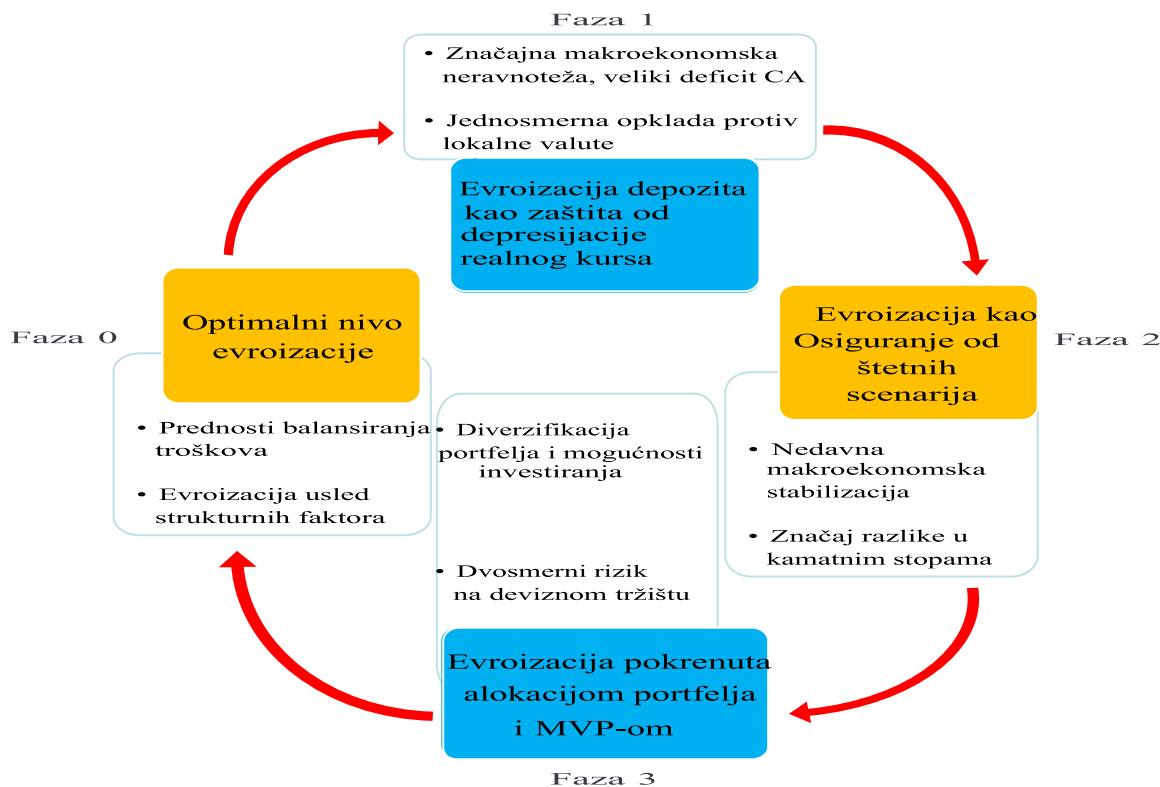 Faza 1
• Značajna makroekonomska
neravnoteža, veliki deficit CA
• Jednosmerna opklada protiv
lokalne valute
Evroizacija depozita
kao zaštita od
depresijacije
realnog kursa
Faza 0
Optimalni nivo
evroizacije
• Prednosti balansiranja
troškova
• Evroizacija usled
strukturnih faktora
Evroizacija kao
Osiguranje od
štetnih
scenarija
Faza 2
• Nedavna
makroekonomska
stabilizacija
• Značaj razlike u
kamatnim stopama
• Diverzifikacija
portfelja i mogućnosti
investiranja
• Dvosmerni rizik
na deviznom tržištu
Evroizacija pokrenuta
alokacijom portfelja
i MVP-om
Faza 3